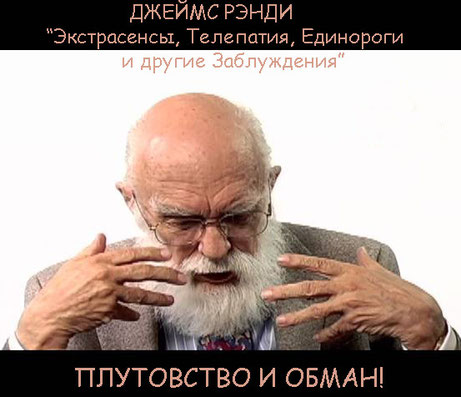 ДЖЕЙМС РЭНДИ
“Экстрасенсы, Телепатия, Единороги
и другие Заблуждения”
ПЛУТОВСТВО И ОБМАН!